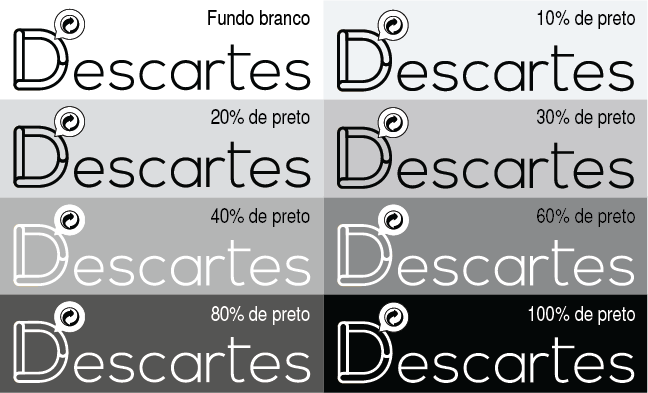 Fundo branco
Descartes
10% de preto
Descartes
20% de preto
Descartes
30% de preto
Descartes
40% de preto
Descartes
60% de preto
Descartes
80% de preto
Descartes
100% de preto
Descartes